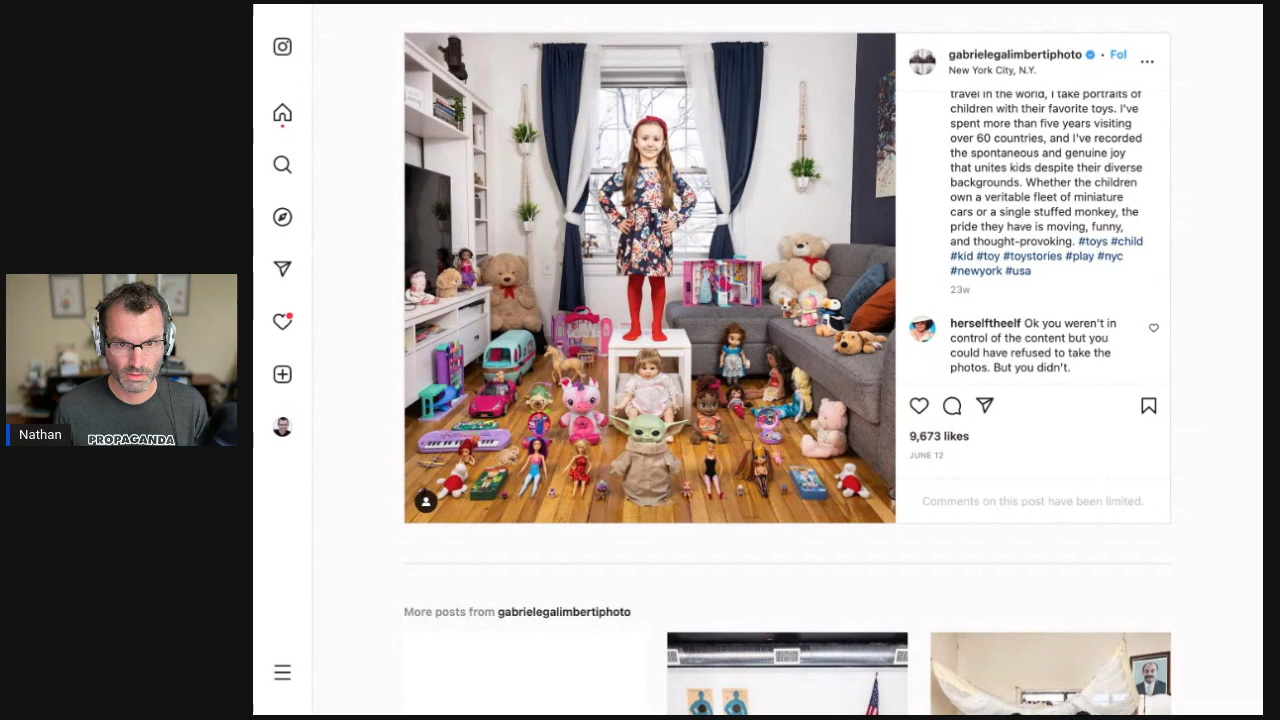 gabrielegalimbertiphoto • Fol
New York City, N.Y.
travel in the world, I take portraits of
children with their favorite toys. I've
spent more than five years visiting
over 60 countries, and I've recorded
the spontaneous and genuine joy
that unites kids despite their diverse
backgrounds. Whether the children
own a veritable fleet of miniature
cars or a single stuffed monkey, the
pride they have is moving, funny,
and thought-provoking. #toys #child
#kid #toy #toystories #play #nyc
#newyork #usa
23w
herselftheelf Ok you weren't in
control of the content but you
could have refused to take the
photos. But you didn't.
9,673 likes
JUNE 12
Comments on this post have been limited.
Nathan
PROPAGANDA
More posts from gabrielegalimbertiphoto